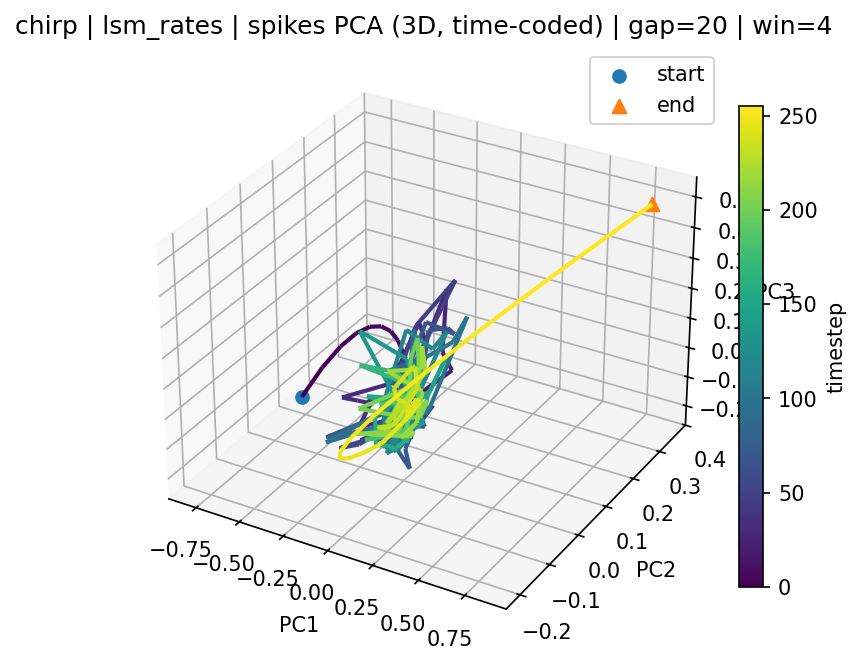 chirp | lsm_rates | spikes PCA (3D, time-coded) | gap=20 | win=4
start
end
250
200
150
100
50
0
timestep
PC3
0.4
0.3
0.2
0.1
0.0
−0.1
−0.2
PC2
−0.75
−0.50
−0.25
0.00
0.25
0.50
0.75
PC1